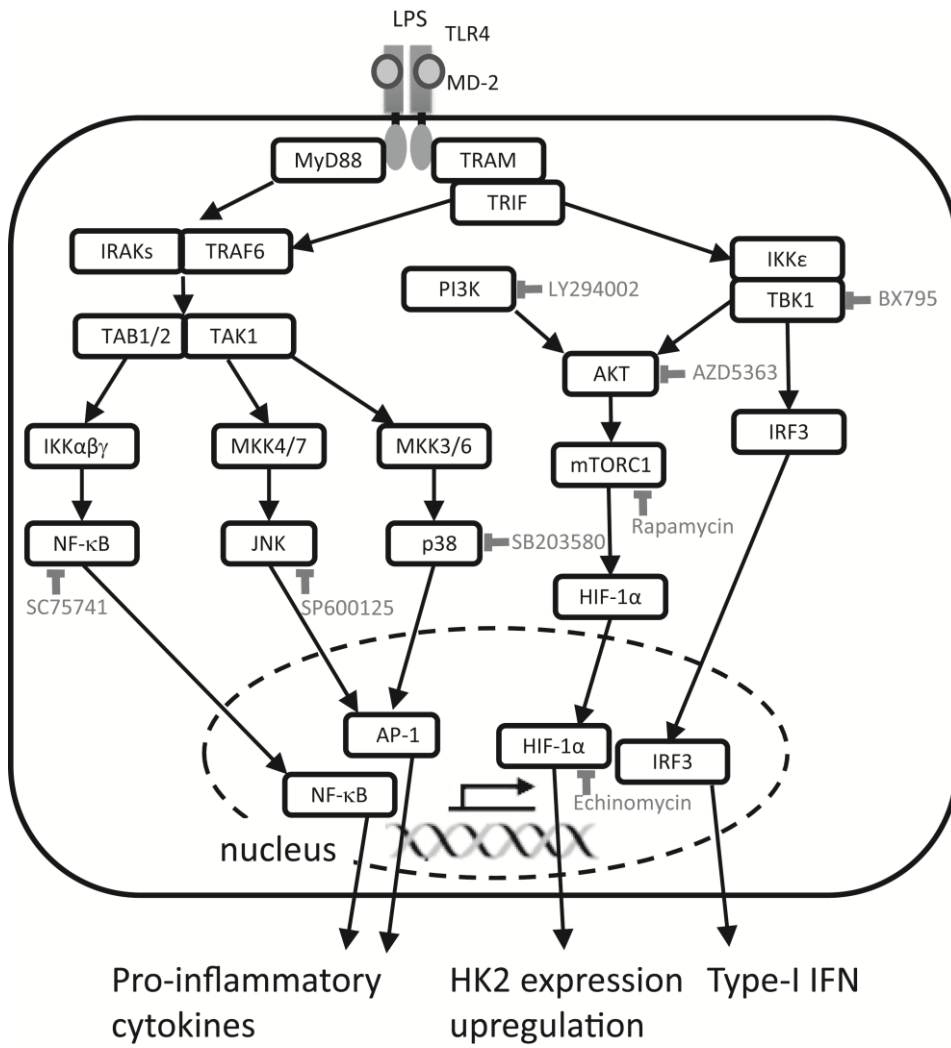 LPS
TLR4
MD-2
MyD88
TRAM
TRIF
IRAKs
TRAF6
IKKε
PI3K
LY294002
TBK1
BX795
TAB1/2
TAK1
AKT
AZD5363
IKKαβγ
MKK4/7
MKK3/6
mTORC1
IRF3
Rapamycin
NF-κB
JNK
p38
SB203580
SC75741
SP600125
HIF-1α
AP-1
HIF-1α
IRF3
NF-κB
Echinomycin
nucleus
Pro-inflammatory
cytokines
HK2 expression
upregulation
Type-I IFN